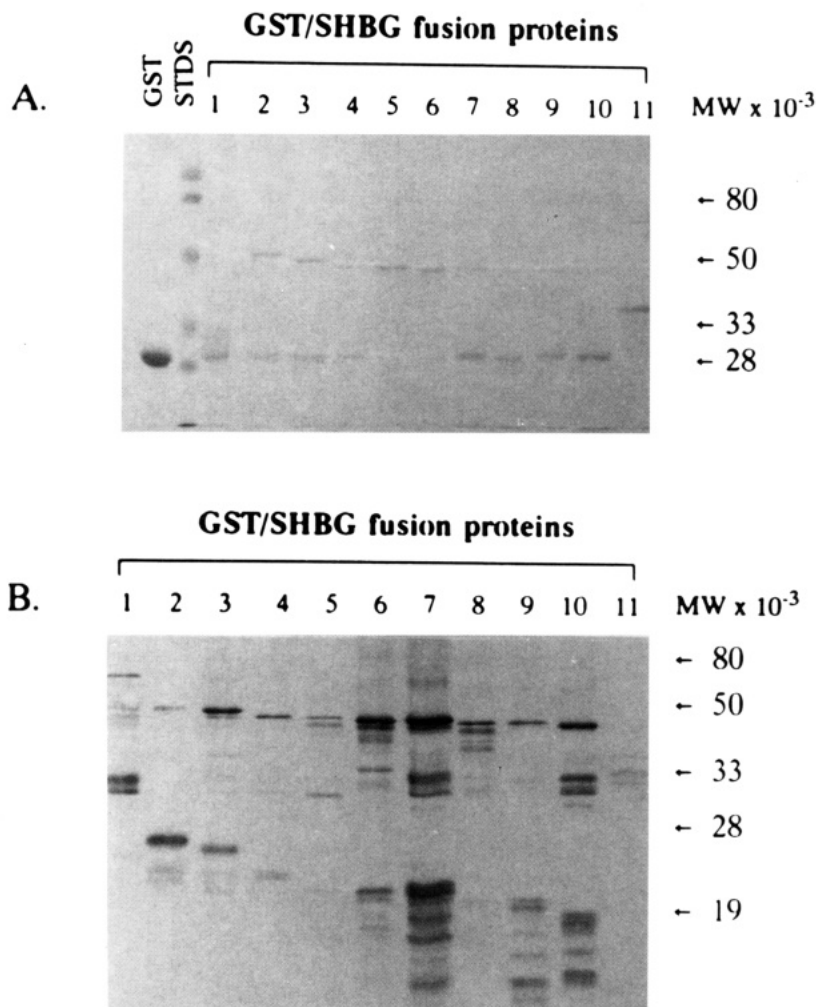 GST/SHBG fusion proteins
A.
GST
STDS
1 2 3 4 5 6 7 8 9 10 11
MW x 10-3
← 80
← 50
← 33
← 28
GST/SHBG fusion proteins
B.
1 2 3 4 5 6 7 8 9 10 11
MW x 10-3
← 80
← 50
← 33
← 28
← 19